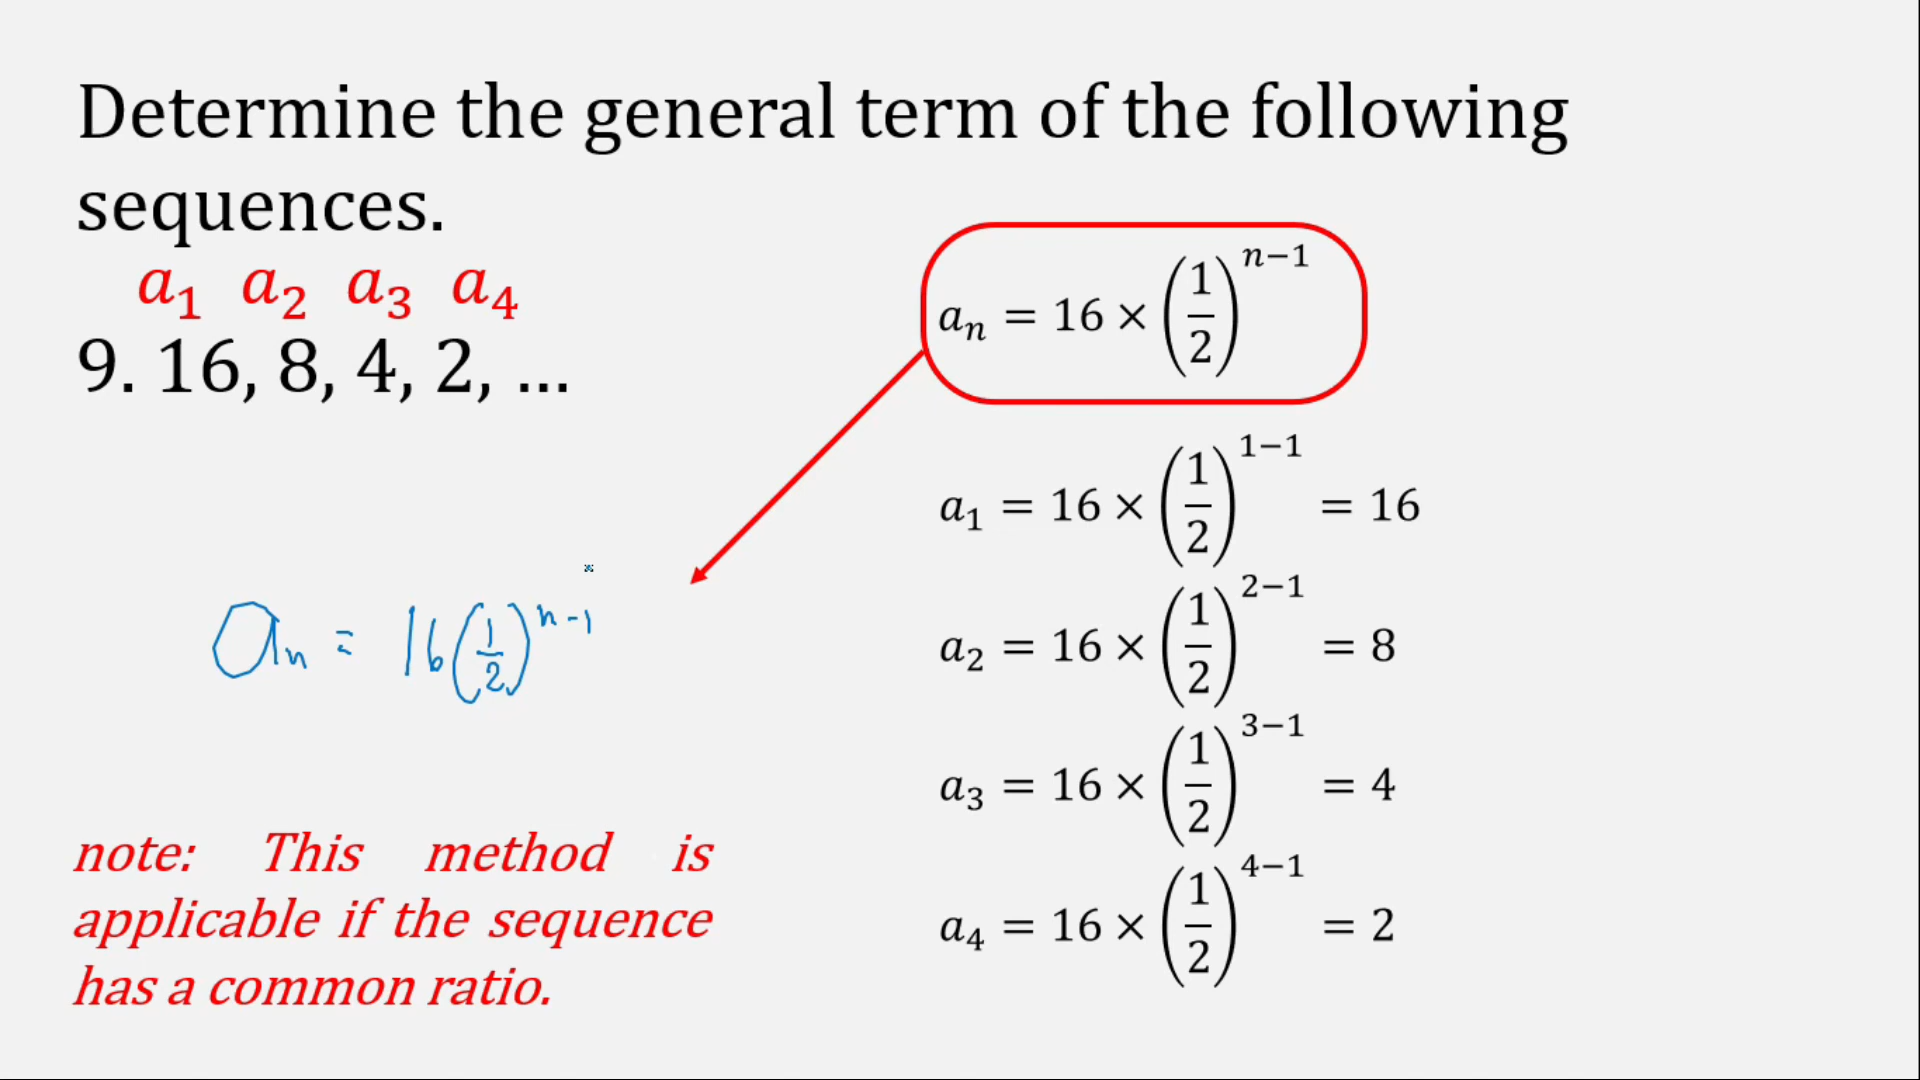 Determine the general term of the following
sequences.
a₁ a₂ a₃ a₄
9. 16, 8, 4, 2, ...
aₙ = 16 × (1/2)ⁿ⁻¹
a₁ = 16 × (1/2)¹⁻¹ = 16
a₂ = 16 × (1/2)²⁻¹ = 8
a₃ = 16 × (1/2)³⁻¹ = 4
a₄ = 16 × (1/2)⁴⁻¹ = 2
aₙ = 16(1/2)ⁿ⁻¹
note: This method is
applicable if the sequence
has a common ratio.